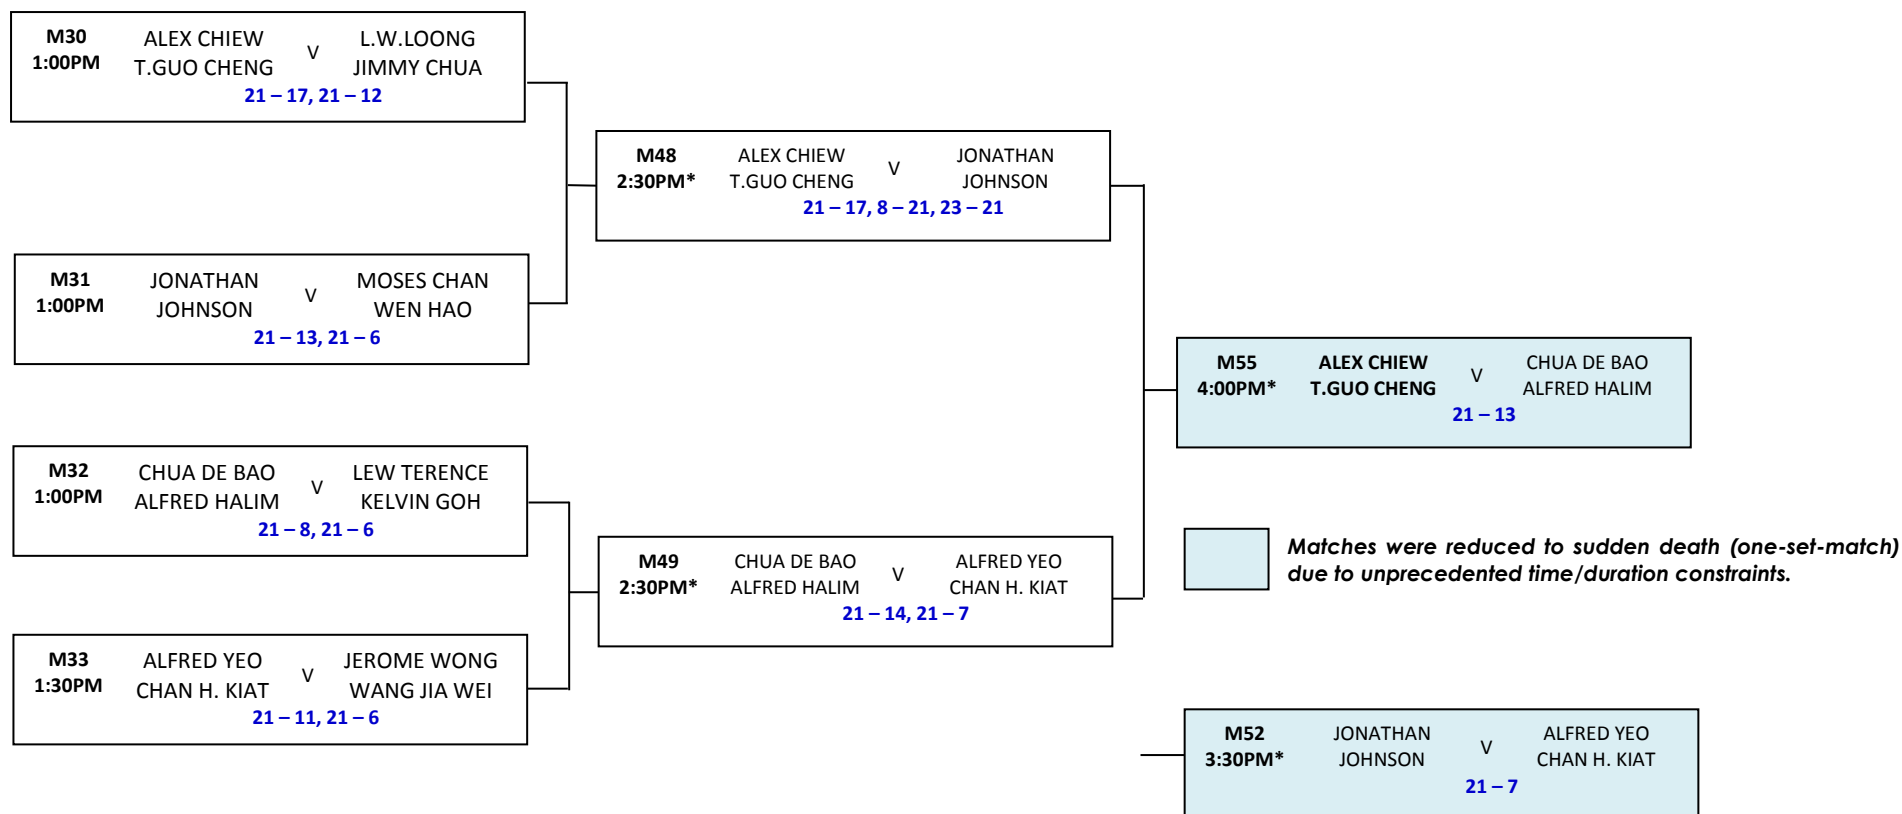 M30 ALEX CHIEW V L.W.LOONG
1:00PM T.GUO CHENG JIMMY CHUA
21 – 17, 21 – 12
M31 JONATHAN V MOSES CHAN
1:00PM JOHNSON WEN HAO
21 – 13, 21 – 6
M32 CHUA DE BAO V LEW TERENCE
1:00PM ALFRED HALIM KELVIN GOH
21 – 8, 21 – 6
M33 ALFRED YEO V JEROME WONG
1:30PM CHAN H. KIAT WANG JIA WEI
21 – 11, 21 – 6
M48 ALEX CHIEW V JONATHAN
2:30PM* T.GUO CHENG JOHNSON
21 – 17, 8 – 21, 23 – 21
M49 CHUA DE BAO V ALFRED YEO
2:30PM* ALFRED HALIM CHAN H. KIAT
21 – 14, 21 – 7
M55 ALEX CHIEW V CHUA DE BAO
4:00PM* T.GUO CHENG ALFRED HALIM
21 – 13
Matches were reduced to sudden death (one-set-match)
due to unprecedented time/duration constraints.
M52 JONATHAN V ALFRED YEO
3:30PM* JOHNSON CHAN H. KIAT
21 – 7